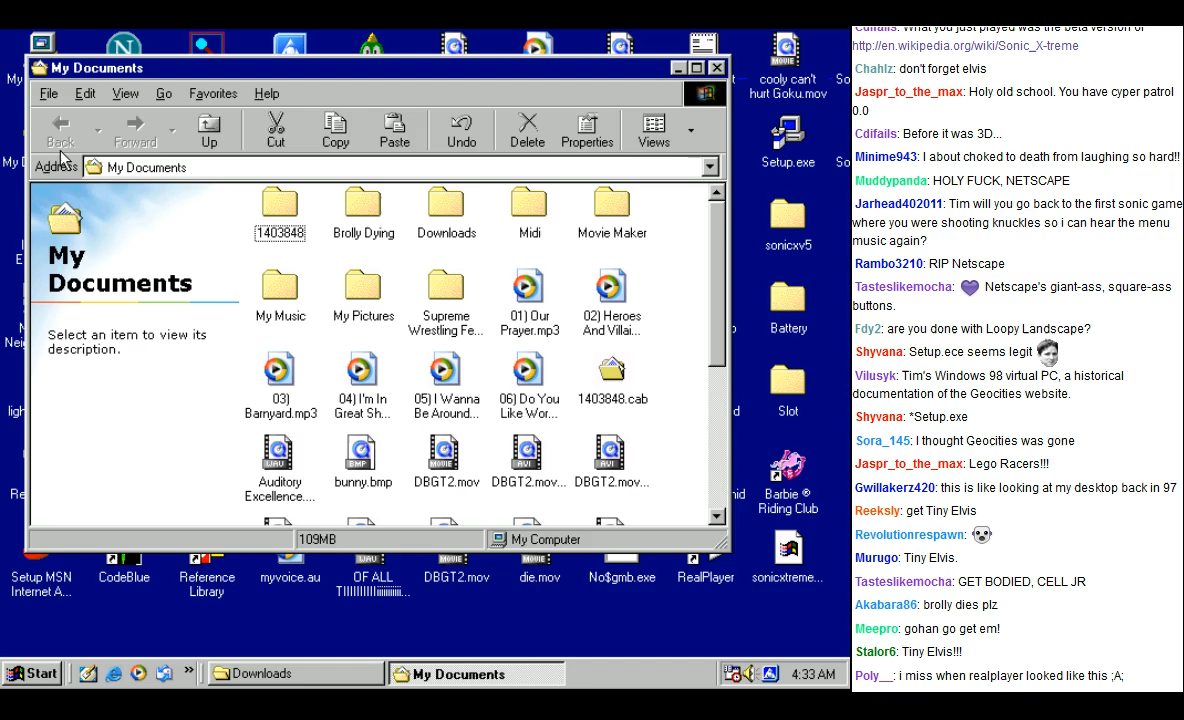 My Documents
File Edit View Go Favorites Help
Back Forward Up Cut Copy Paste Undo Delete Properties Views
Address My Documents
My
Documents
Select an item to view its
description.
1403848 Brolly Dying Downloads Midi Movie Maker
My Music My Pictures Supreme
Wrestling Fe... 01) Our
Prayer.mp3 02) Heroes
And Villai...
03)
Barnyard.mp3 04) I'm In
Great Sh... 05) I Wanna
Be Around... 06) Do You
Like Wor... 1403848.cab
Auditory
Excellence.... bunny.bmp DBGT2.mov DBGT2.mov... DBGT2.mov...
109MB My Computer
cooly can't
hurt Goku.mov
Setup.exe
sonicxv5
Battery
Slot
Barbie ®
Riding Club
Setup MSN
Internet A... CodeBlue Reference
Library myvoice.au OF ALL
TIIIIIIIIIiiiiiiiii... DBGT2.mov die.mov No$gmb.exe RealPlayer sonicxtreme...
Start Downloads My Documents 4:33 AM
Cdifails: What you just played was the beta version of
http://en.wikipedia.org/wiki/Sonic_X-treme
Chahlz: don't forget elvis
Jaspr_to_the_max: Holy old school. You have cyper patrol
0.0
Cdifails: Before it was 3D...
Minime943: I about choked to death from laughing so hard!!
Muddypanda: HOLY FUCK, NETSCAPE
Jarhead402011: Tim will you go back to the first sonic game
where you were shooting knuckles so i can hear the menu
music again?
Rambo3210: RIP Netscape
Tasteslikemocha: Netscape's giant-ass, square-ass
buttons.
Fdy2: are you done with Loopy Landscape?
Shyvana: Setup.ece seems legit
Vilusyk: Tim's Windows 98 virtual PC, a historical
documentation of the Geocities website.
Shyvana: *Setup.exe
Sora_145: I thought Geocities was gone
Jaspr_to_the_max: Lego Racers!!!
Gwillakerz420: this is like looking at my desktop back in 97
Reeksly: get Tiny Elvis
Revolutionrespawn:
Murugo: Tiny Elvis.
Tasteslikemocha: GET BODIED, CELL JR
Akabara86: brolly dies plz
Meepro: gohan go get em!
Stalor6: Tiny Elvis!!!
Poly__: i miss when realplayer looked like this ;A;